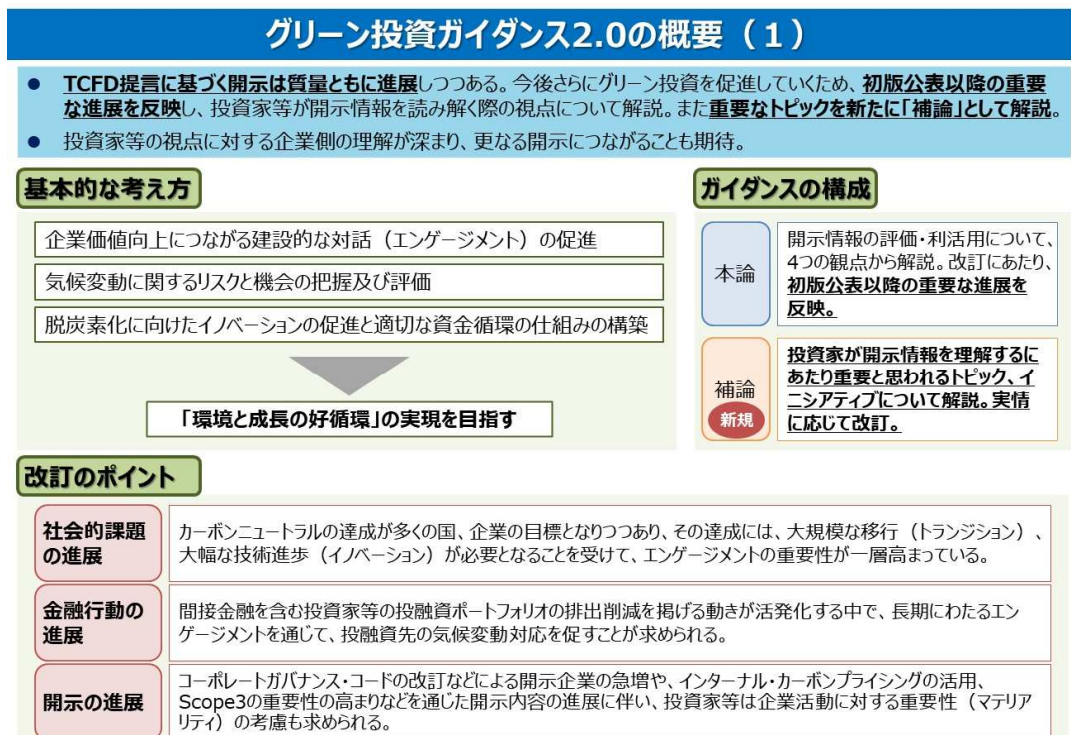 グリーン投資ガイダンス2.0の概要（１）
● TCFD提言に基づく開示は質量ともに進展しつつある。今後さらにグリーン投資を促進していくため、初版公表以降の重要
な進展を反映し、投資家等が開示情報を読み解く際の視点について解説。また重要なトピックを新たに「補論」として解説。
● 投資家等の視点に対する企業側の理解が深まり、更なる開示につながることも期待。
基本的な考え方
企業価値向上につながる建設的な対話（エンゲージメント）の促進
気候変動に関するリスクと機会の把握及び評価
脱炭素化に向けたイノベーションの促進と適切な資金循環の仕組みの構築
「環境と成長の好循環」の実現を目指す
ガイダンスの構成
本論
開示情報の評価・利活用について、
4つの観点から解説。改訂にあたり、
初版公表以降の重要な進展を
反映。
補論
新規
投資家が開示情報を理解するに
あたり重要と思われるトピック、イ
ニシアティブについて解説。実情
に応じて改訂。
改訂のポイント
社会的課題
の進展
カーボンニュートラルの達成が多くの国、企業の目標となりつつあり、その達成には、大規模な移行（トランジション）、
大幅な技術進歩（イノベーション）が必要となることを受けて、エンゲージメントの重要性が一層高まっている。
金融行動の
進展
間接金融を含む投資家等の投融資ポートフォリオの排出削減を掲げる動きが活発化する中で、長期にわたるエン
ゲージメントを通じて、投融資先の気候変動対応を促すことが求められる。
開示の進展
コーポレートガバナンス・コードの改訂などによる開示企業の急増や、インターナル・カーボンプライシングの活用、
Scope3の重要性の高まりなどを通じた開示内容の進展に伴い、投資家等は企業活動に対する重要性（マテリア
リティ）の考慮も求められる。